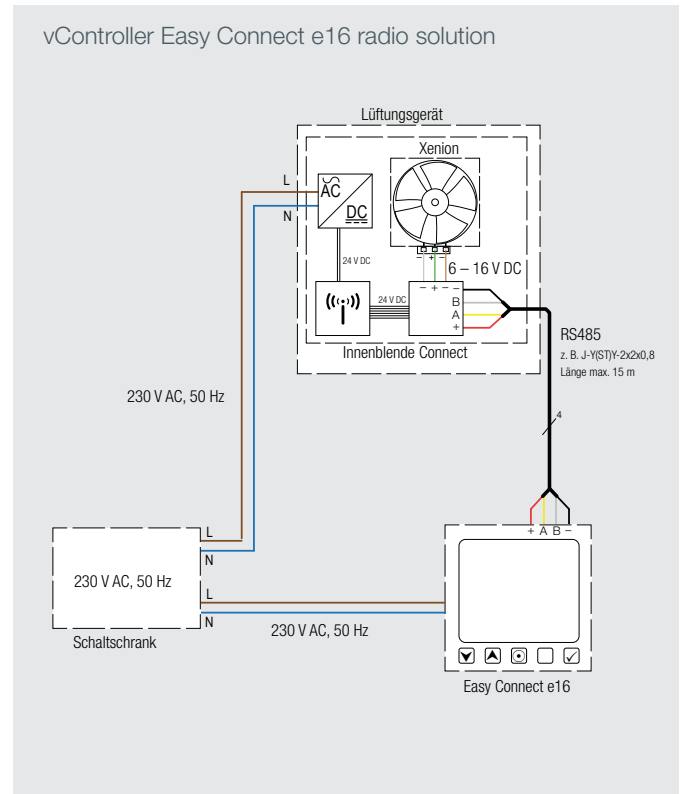 vController Easy Connect e16 radio solution
Lüftungsgerät
Xenion
L
AC
N
DC
− + −
24 V DC
6 – 16 V DC
− + − −
B
24 V DC
A
+
Innenblende Connect
RS485
z. B. J-Y(ST)Y-2x2x0,8
Länge max. 15 m
230 V AC, 50 Hz
4
+ A B −
L
N
230 V AC, 50 Hz
L
N
230 V AC, 50 Hz
Schaltschrank
Easy Connect e16